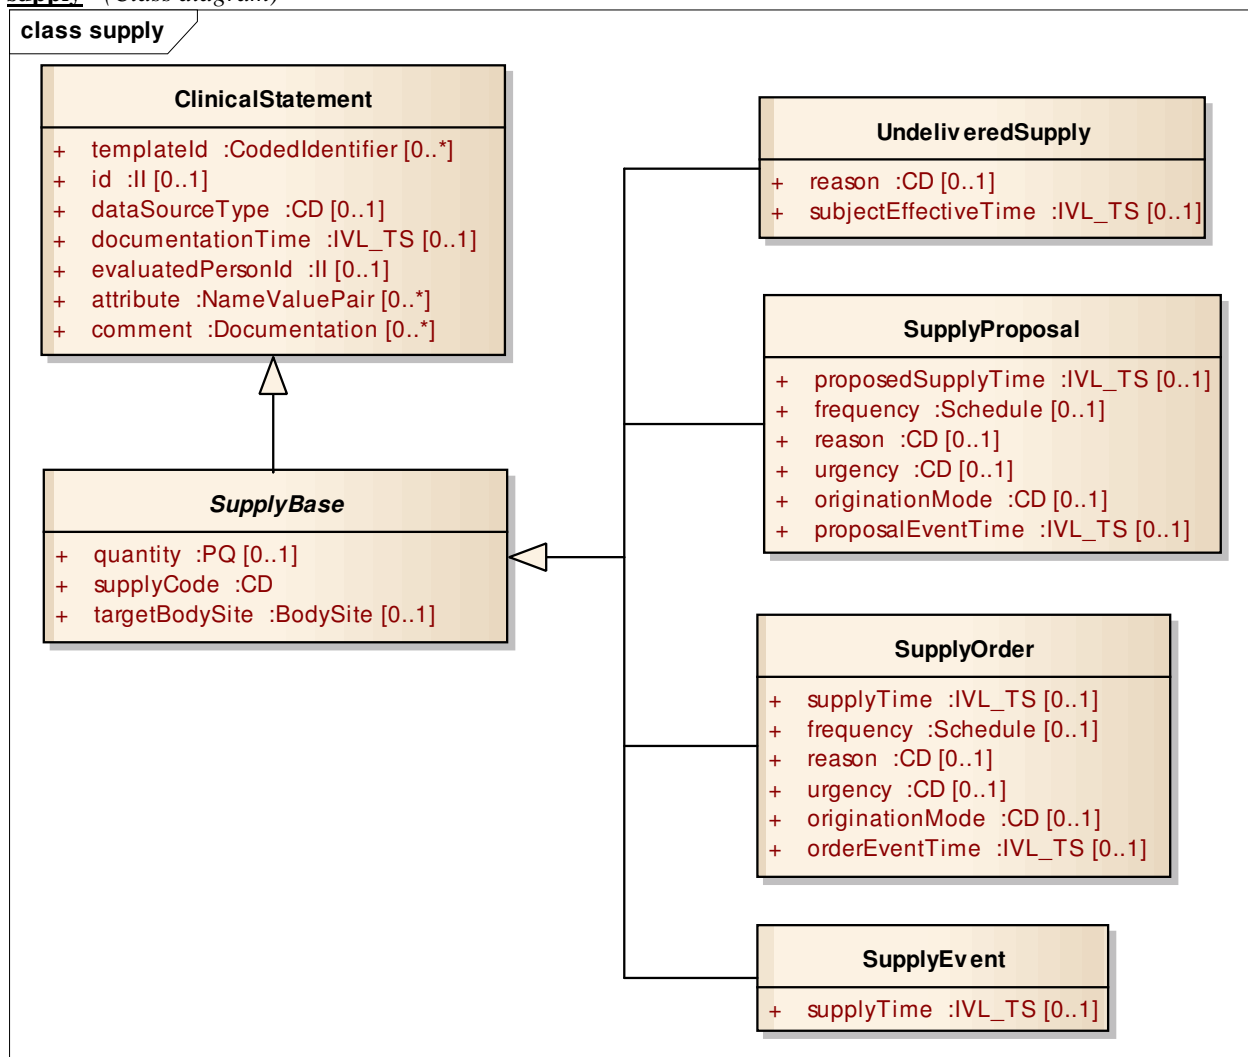 supply (Class diagram)
class supply
ClinicalStatement
+ templateId :CodedIdentifier [0..*]
+ id :II [0..1]
+ dataSourceType :CD [0..1]
+ documentationTime :IVL_TS [0..1]
+ evaluatedPersonId :II [0..1]
+ attribute :NameValuePair [0..*]
+ comment :Documentation [0..*]
SupplyBase
+ quantity :PQ [0..1]
+ supplyCode :CD
+ targetBodySite :BodySite [0..1]
UndeliveredSupply
+ reason :CD [0..1]
+ subjectEffectiveTime :IVL_TS [0..1]
SupplyProposal
+ proposedSupplyTime :IVL_TS [0..1]
+ frequency :Schedule [0..1]
+ reason :CD [0..1]
+ urgency :CD [0..1]
+ originationMode :CD [0..1]
+ proposalEventTime :IVL_TS [0..1]
SupplyOrder
+ supplyTime :IVL_TS [0..1]
+ frequency :Schedule [0..1]
+ reason :CD [0..1]
+ urgency :CD [0..1]
+ originationMode :CD [0..1]
+ orderEventTime :IVL_TS [0..1]
SupplyEvent
+ supplyTime :IVL_TS [0..1]